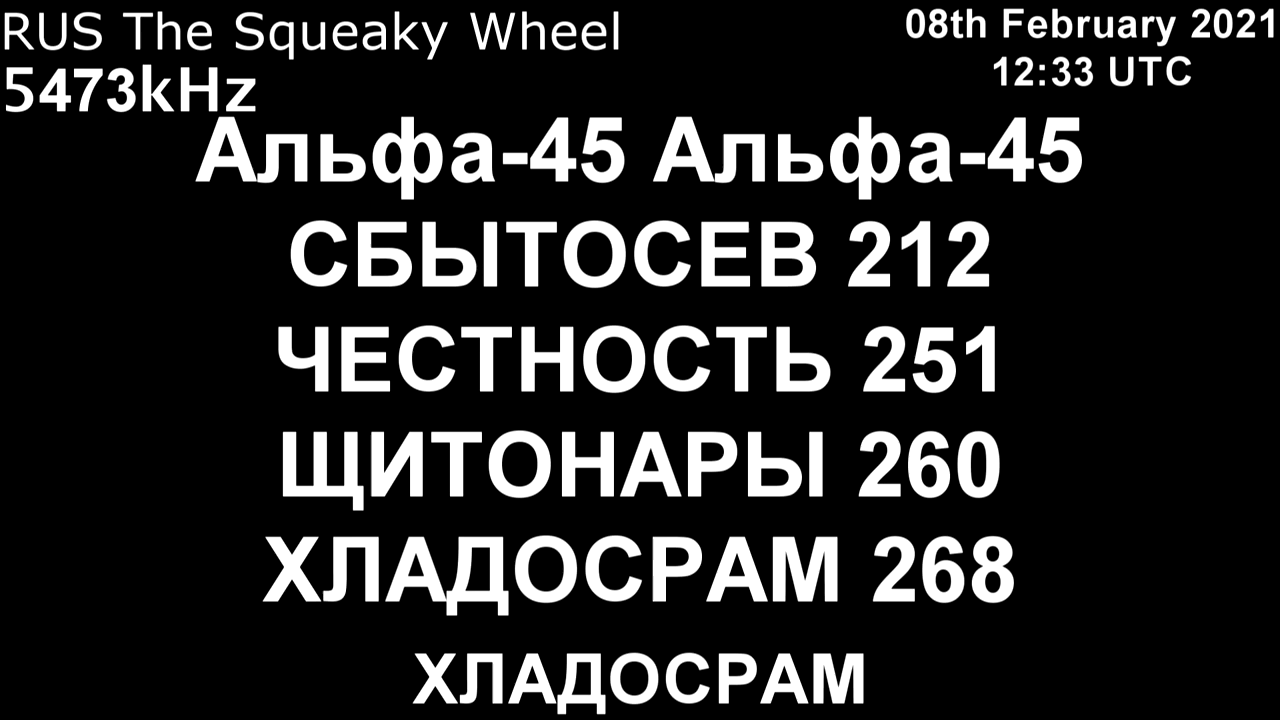 RUS The Squeaky Wheel
08th February 2021
5473kHz
12:33 UTC
Альфа-45 Альфа-45
СБЫТОСЕВ 212
ЧЕСТНОСТЬ 251
ЩИТОНАРЫ 260
ХЛАДОСРАМ 268
ХЛАДОСРАМ